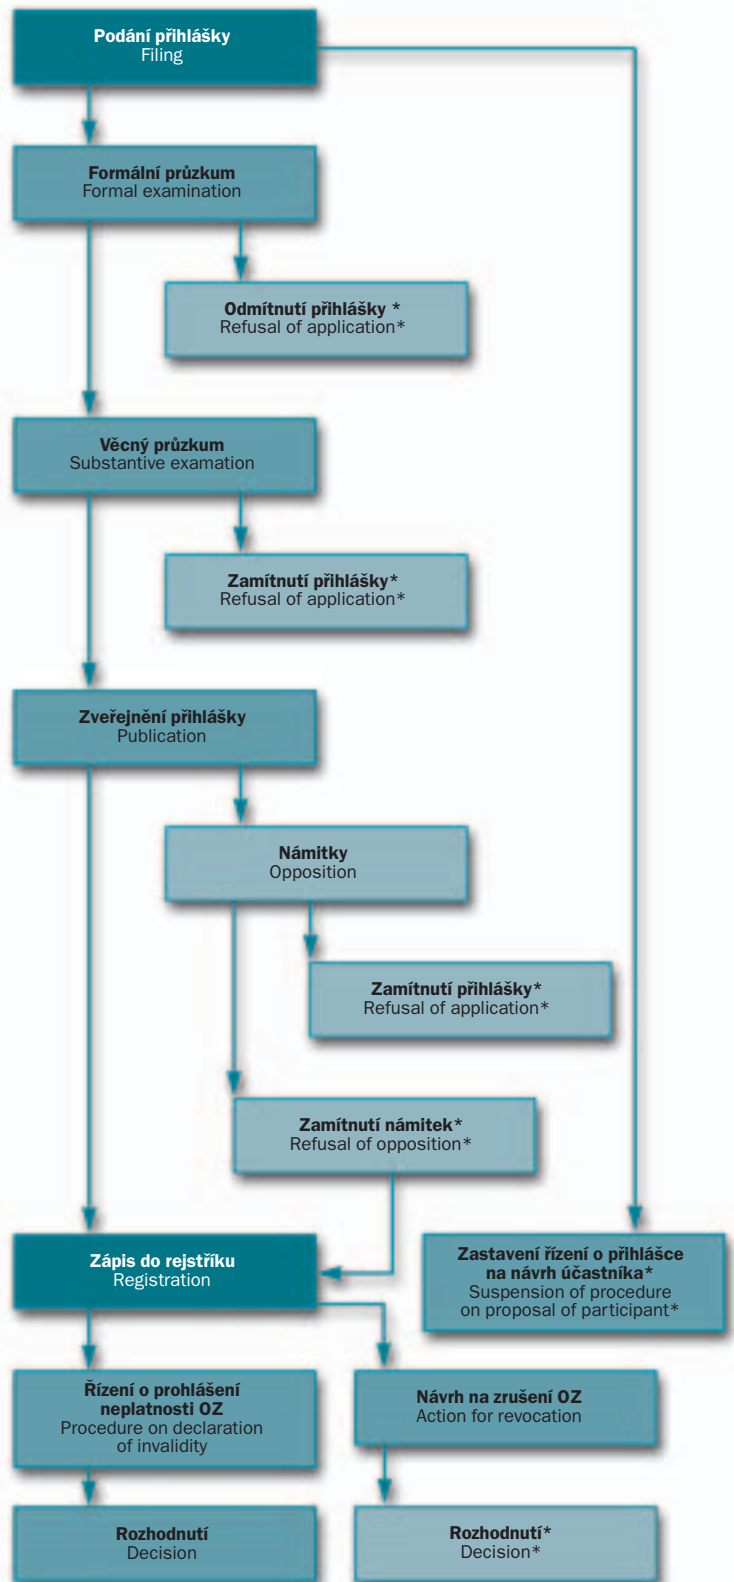 Podání přihlášky
Filing
Formální průzkum
Formal examination
Odmítnutí přihlášky *
Refusal of application*
Věcný průzkum
Substantive examation
Zamítnutí přihlášky*
Refusal of application*
Zveřejnění přihlášky
Publication
Námitky
Opposition
Zamítnutí přihlášky*
Refusal of application*
Zamítnutí námitek*
Refusal of opposition*
Zápis do rejstříku
Registration
Zastavení řízení o přihlášce
na návrh účastníka*
Suspension of procedure
on proposal of participant*
Řízení o prohlášení
neplatnosti OZ
Procedure on declaration
of invalidity
Návrh na zrušení OZ
Action for revocation
Rozhodnutí
Decision
Rozhodnutí*
Decision*